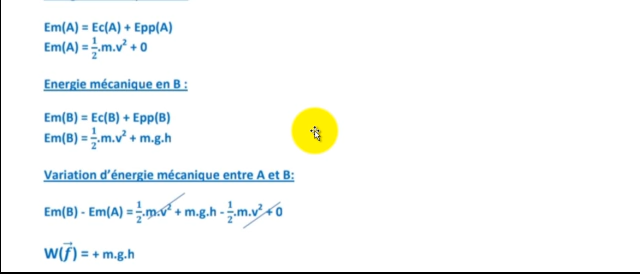 Em(A) = Ec(A) + Epp(A)
Em(A) = 1/2.m.v² + 0
Energie mécanique en B :
Em(B) = Ec(B) + Epp(B)
Em(B) = 1/2.m.v² + m.g.h
Variation d'énergie mécanique entre A et B:
Em(B) - Em(A) = 1/2.m.v² + m.g.h - 1/2.m.v² + 0
W(f⃗) = + m.g.h